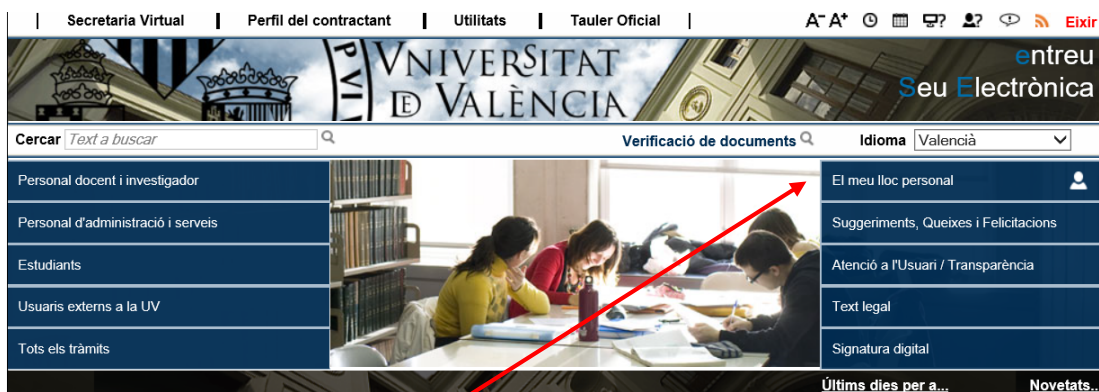 Secretaria Virtual | Perfil del contractant | Utilitats | Tauler Oficial | A- A+ ? ? Eixir
PVI
VNIVERSITAT
ID VALÈNCIA
entreu
Seu Electrònica
Cercar Text a buscar Verificació de documents Idioma Valencià
Personal docent i investigador
Personal d'administració i serveis
Estudiants
Usuaris externs a la UV
Tots els tràmits
El meu lloc personal
Suggeriments, Queixes i Felicitacions
Atenció a l'Usuari / Transparència
Text legal
Signatura digital
Últims dies per a... Novetats..